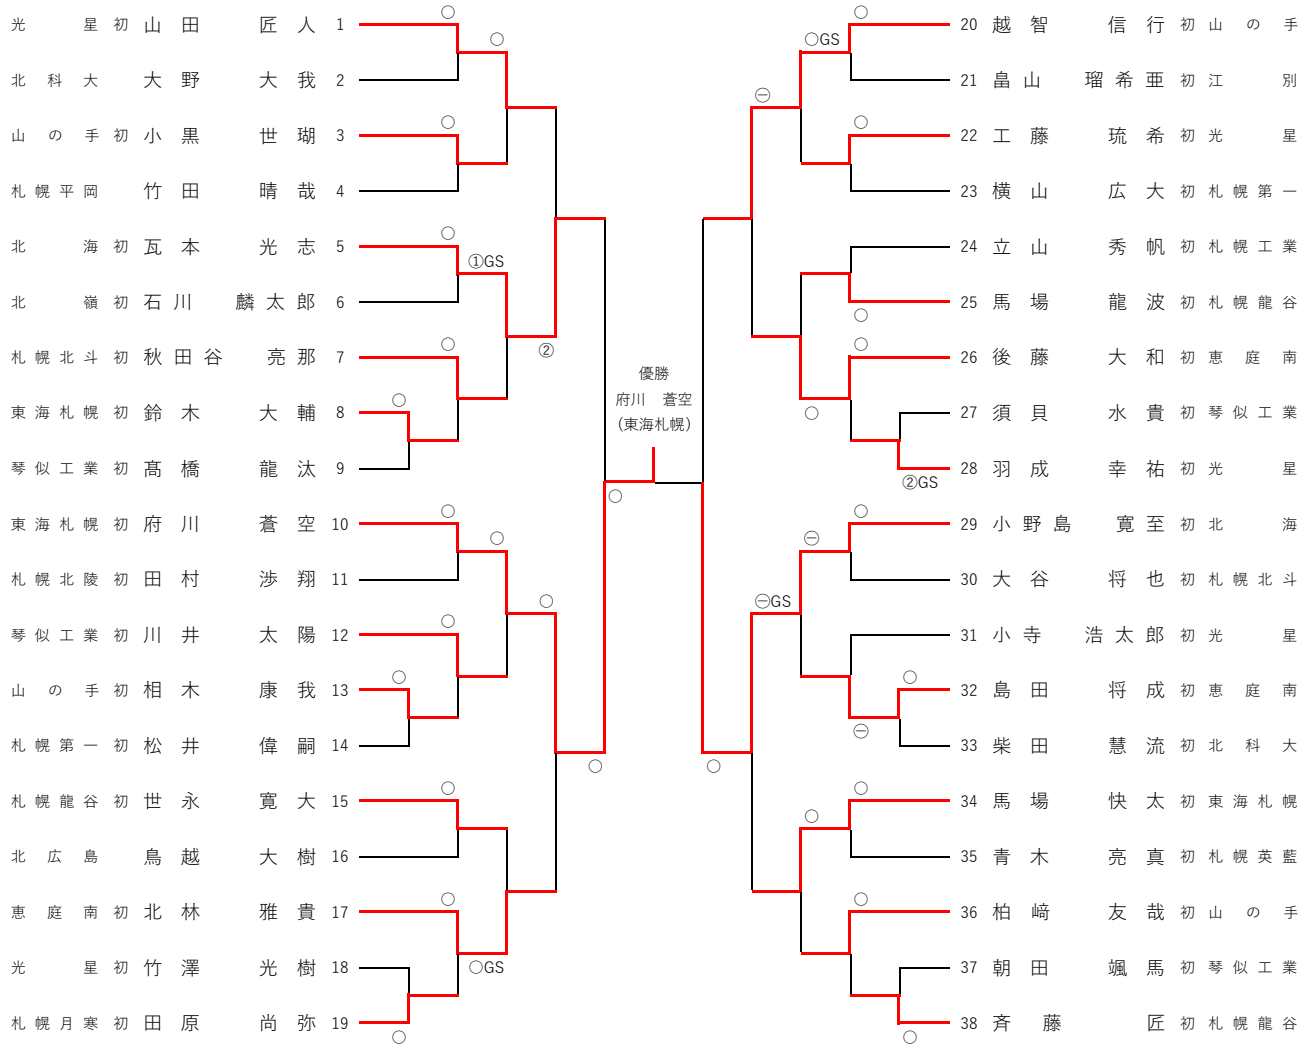 光星 初 山田 匠人 1
北科大 大野 大我 2
山の手 初 小黒 世瑚 3
札幌平岡 竹田 晴哉 4
北海 初 瓦本 光志 5
北嶺 初 石川 麟太郎 6
札幌北斗 初 秋田谷 亮那 7
東海札幌 初 鈴木 大輔 8
琴似工業 初 髙橋 龍汰 9
東海札幌 初 府川 蒼空 10
札幌北陵 初 田村 渉翔 11
琴似工業 初 川井 太陽 12
山の手 初 相木 康我 13
札幌第一 初 松井 偉嗣 14
札幌龍谷 初 世永 寛大 15
北広島 鳥越 大樹 16
恵庭南 初 北林 雅貴 17
光星 初 竹澤 光樹 18
札幌月寒 初 田原 尚弥 19
○
○
○
○
①GS
○
②
○
○
○
○
○
○
○
○
○
○
○GS
○
○
優勝
府川 蒼空
(東海札幌)
○
○GS
㊀
○
○
○
○
②GS
○
㊀
㊀GS
○
㊀
○
○
○
○
○
20 越智 信行 初 山の手
21 畠山 瑠希亜 初 江別
22 工藤 琉希 初 光星
23 横山 広大 初 札幌第一
24 立山 秀帆 初 札幌工業
25 馬場 龍波 初 札幌龍谷
26 後藤 大和 初 恵庭南
27 須貝 水貴 初 琴似工業
28 羽成 幸祐 初 光星
29 小野島 寛至 初 北海
30 大谷 将也 初 札幌北斗
31 小寺 浩太郎 初 光星
32 島田 将成 初 恵庭南
33 柴田 慧流 初 北科大
34 馬場 快太 初 東海札幌
35 青木 亮真 初 札幌英藍
36 柏﨑 友哉 初 山の手
37 朝田 颯馬 初 琴似工業
38 斉藤 匠 初 札幌龍谷